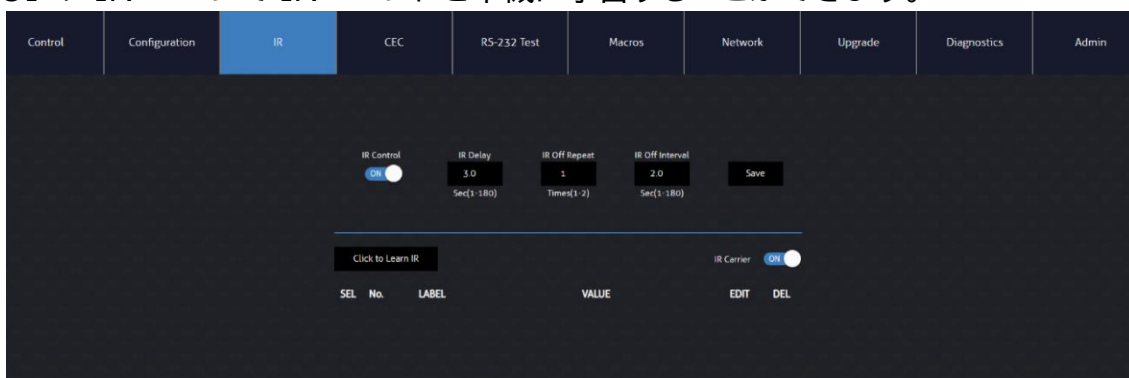 Control Configuration IR CEC RS-232 Test Macros Network Upgrade Diagnostics Admin
IR Control IR Delay IR Off Repeat IR Off Interval
ON 3.0 1 2.0 Save
Sec(1-180) Times(1-2) Sec(1-180)
Click to Learn IR IR Carrier ON
SEL No. LABEL VALUE EDIT DEL